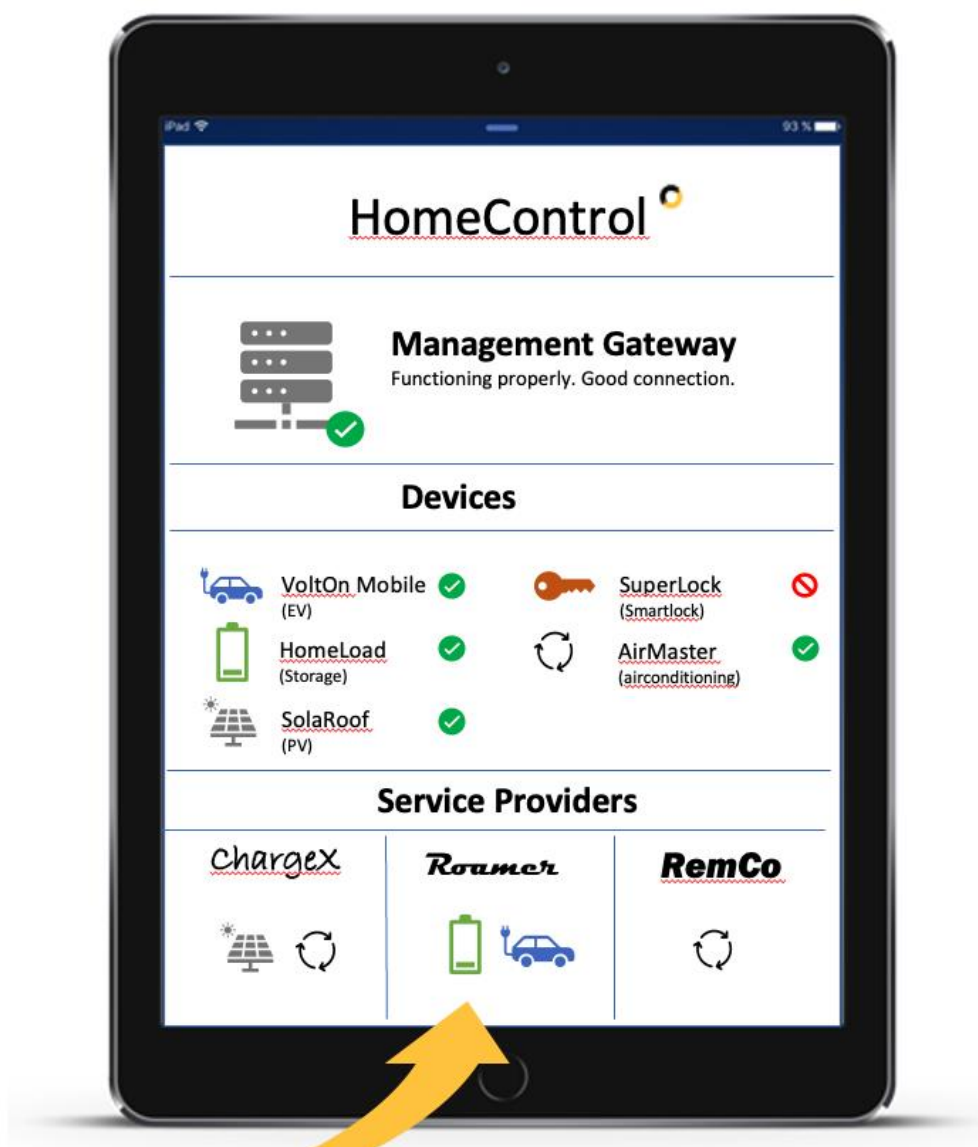 iPad
93 %
HomeControl
Management Gateway
Functioning properly. Good connection.
Devices
VoltOn Mobile
(EV)
HomeLoad
(Storage)
SolaRoof
(PV)
SuperLock
(Smartlock)
AirMaster
(airconditioning)
Service Providers
ChargeX
Roamer
RemCo